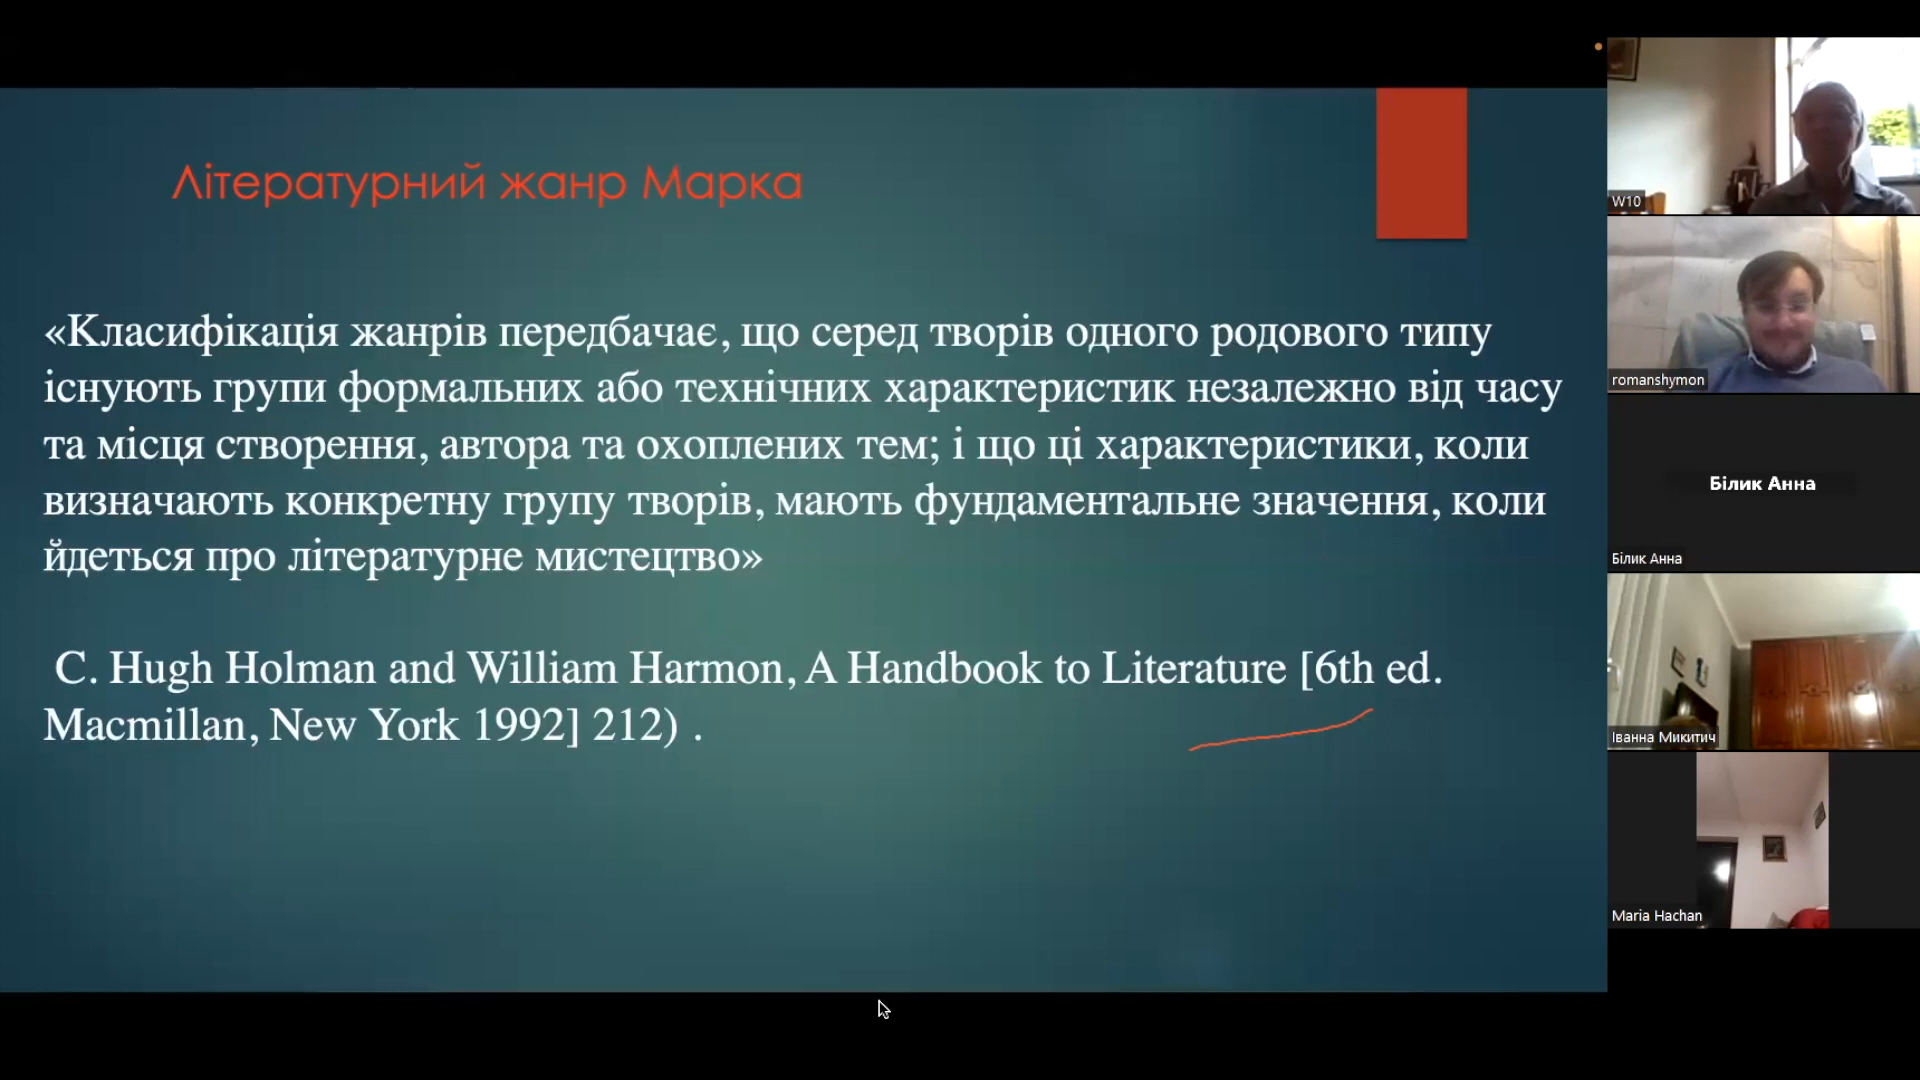 Літературний жанр Марка
«Класифікація жанрів передбачає, що серед творів одного родового типу
існують групи формальних або технічних характеристик незалежно від часу
та місця створення, автора та охоплених тем; і що ці характеристики, коли
визначають конкретну групу творів, мають фундаментальне значення, коли
йдеться про літературне мистецтво»
C. Hugh Holman and William Harmon, A Handbook to Literature [6th ed.
Macmillan, New York 1992] 212) .
W10
romanshymon
Білик Анна
Білик Анна
Іванна Микитич
Maria Hachan